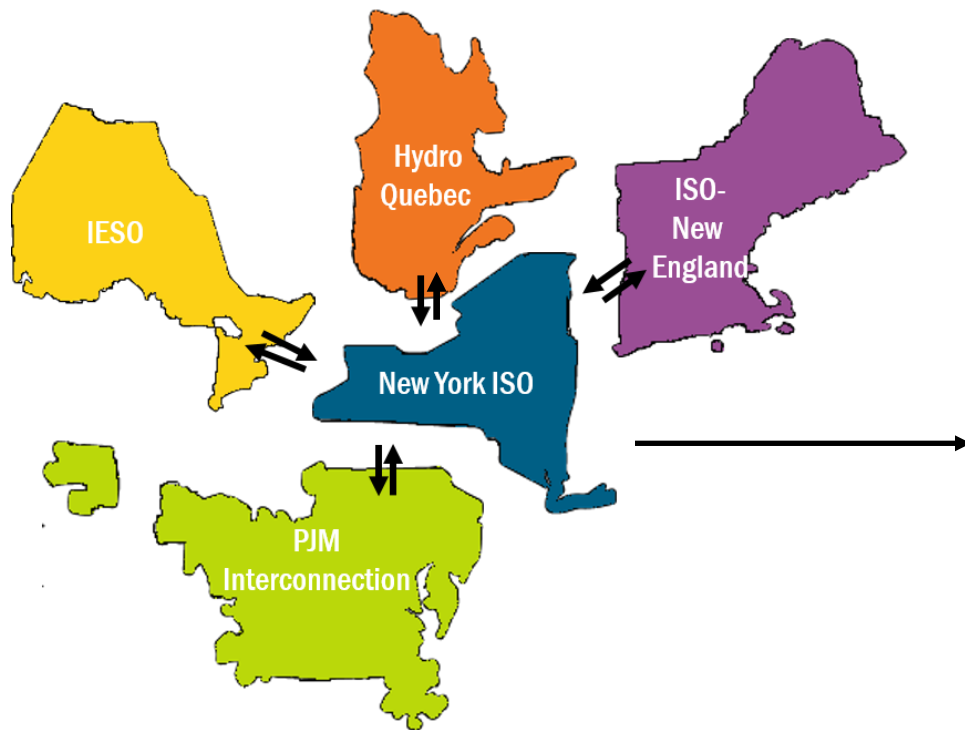 Hydro
Quebec
ISO-
New
England
IESO
New York ISO
PJM
Interconnection